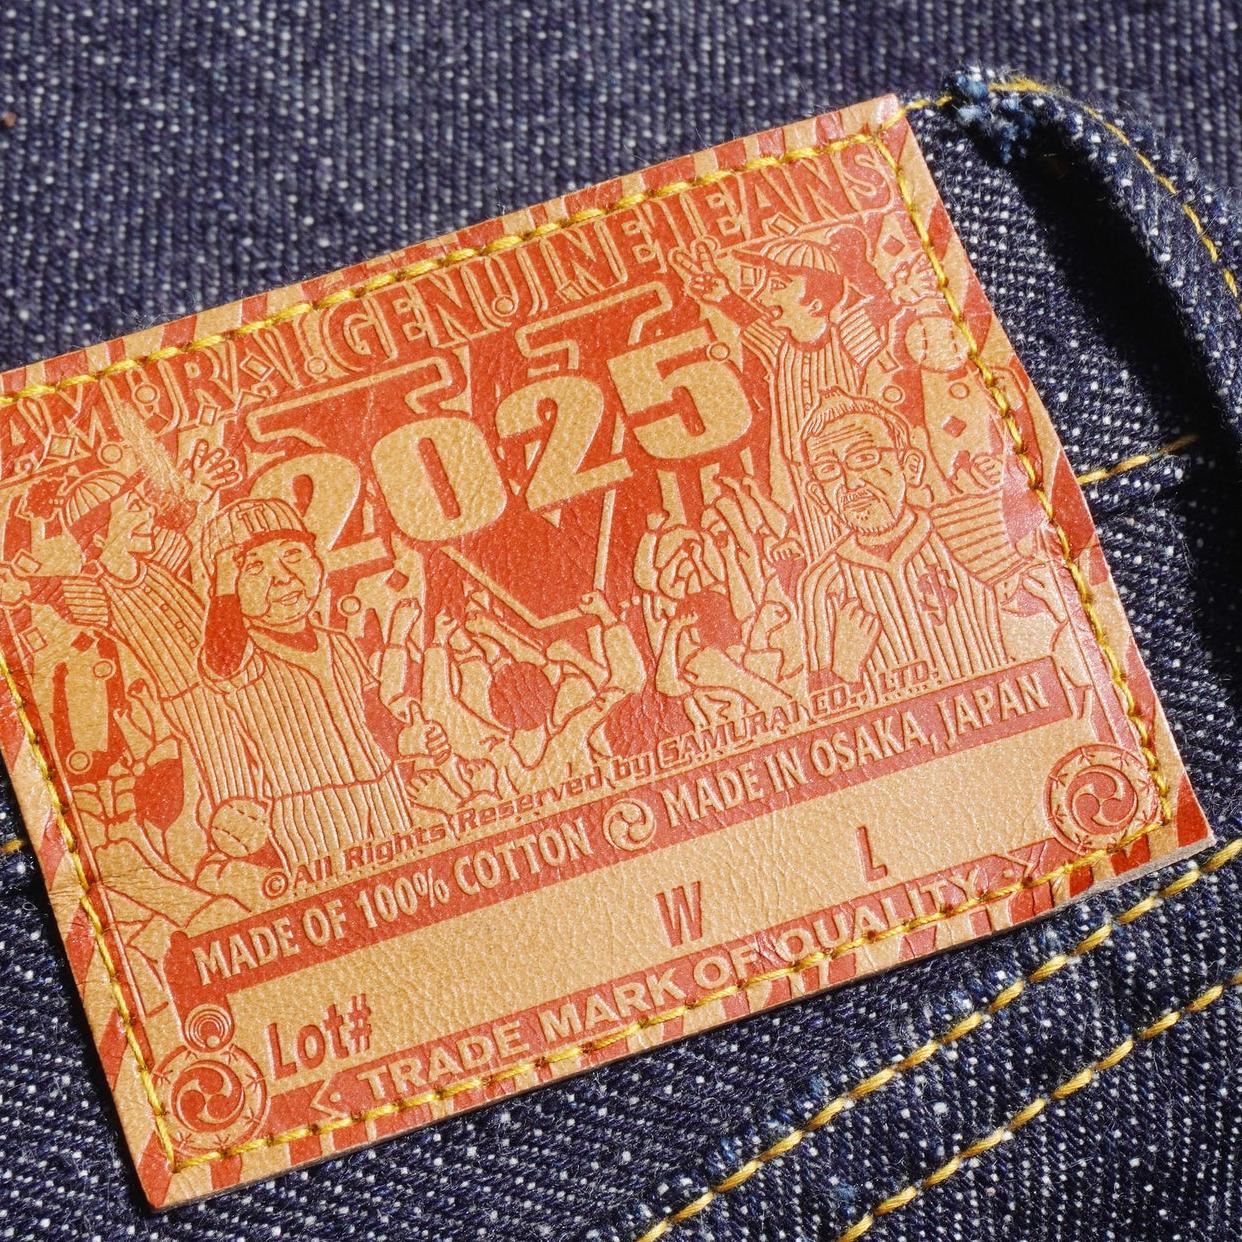 SAMURAI GENUINE JEANS
2025
©All Rights Reserved by SAMURAI CO., LTD.
MADE OF 100% COTTON MADE IN OSAKA, JAPAN
Lot# W L
TRADE MARK OF QUALITY